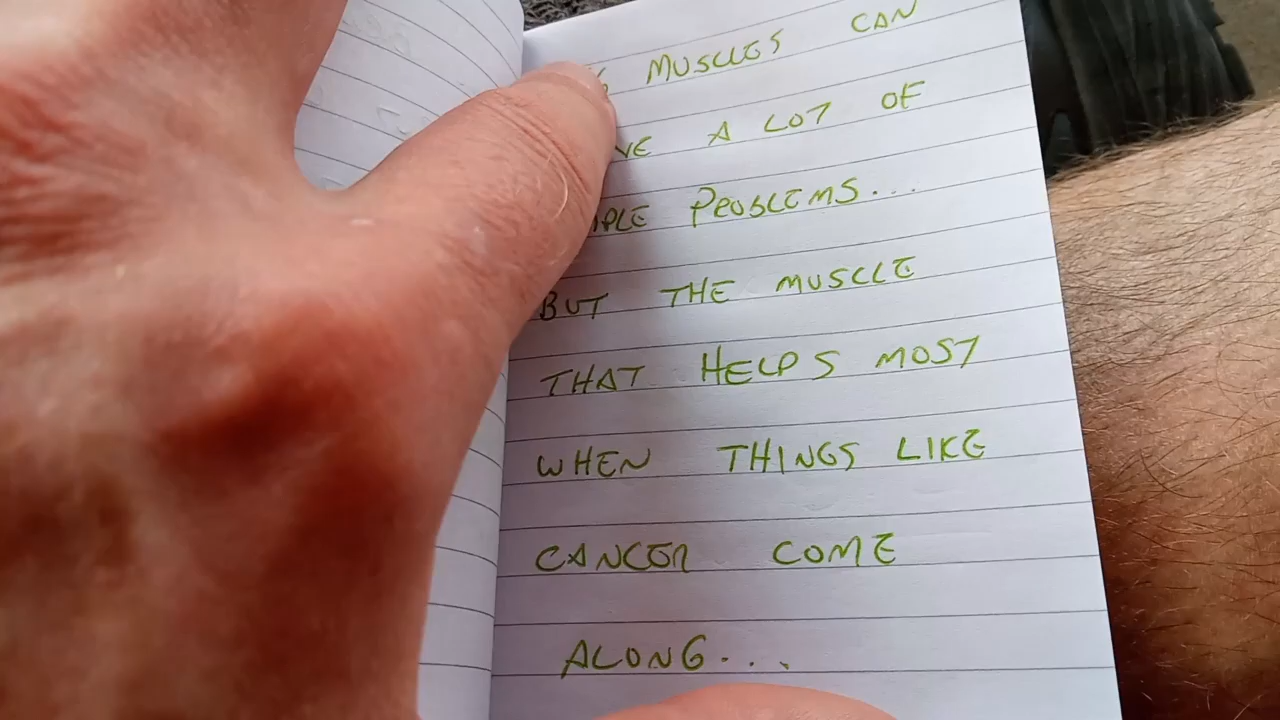 MUSCLES CAN
A LOT OF
PROBLEMS...
BUT THE MUSCLE
THAT HELPS MOST
WHEN THINGS LIKE
CANCER COME
ALONG...